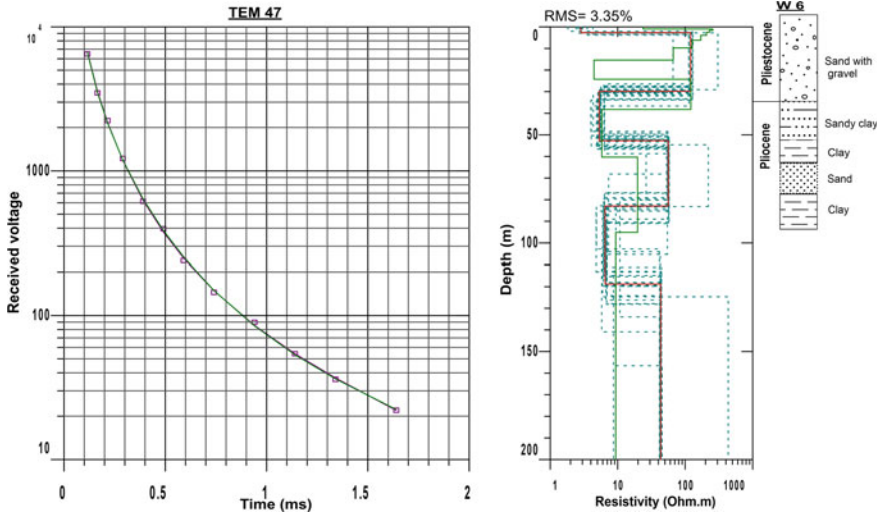 TEM 47
10 4
1000
100
10
Received voltage
0 0.5 1 1.5 2
Time (ms)
RMS= 3.35%
0
50
100
150
200
Depth (m)
1 10 100 1000
Resistivity (Ohm.m)
W 6
Pliestocene
Pliocene
Sand with
gravel
Sandy clay
Clay
Sand
Clay